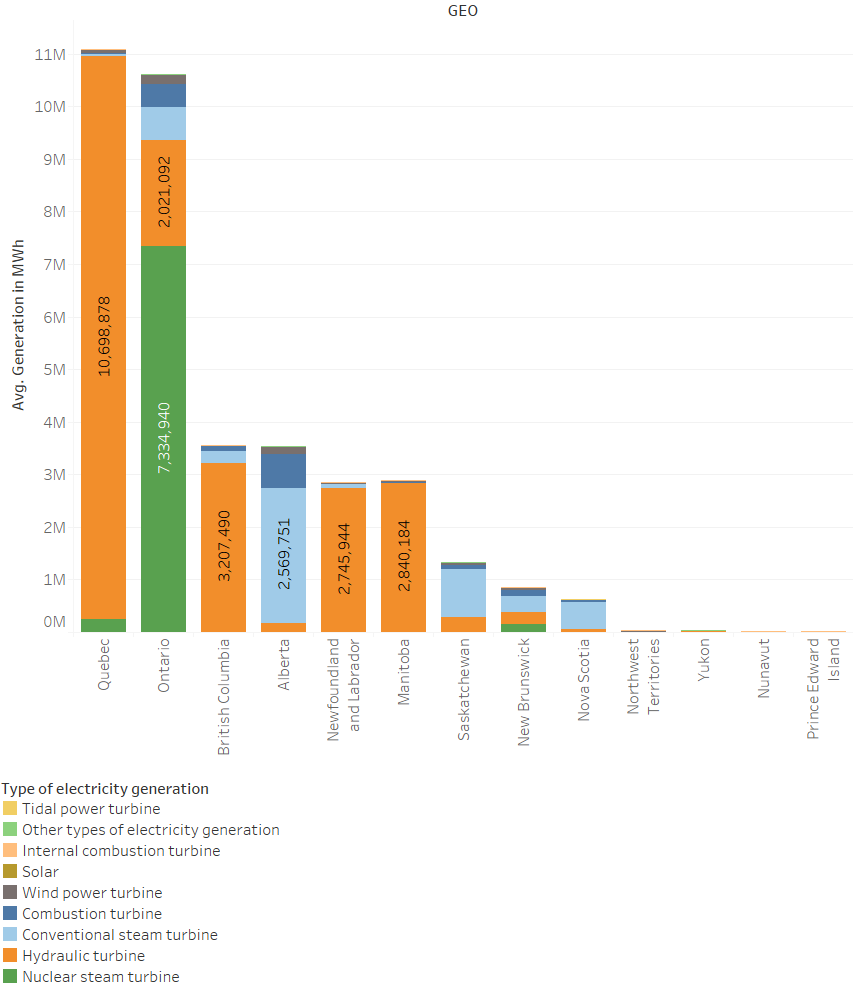 GEO
Avg. Generation in MWh
11M
10M
9M
8M
7M
6M
5M
4M
3M
2M
1M
0M
10,698,878
2,021,092
7,334,940
3,207,490
2,569,751
2,745,944
2,840,184
Quebec
Ontario
British Columbia
Alberta
Newfoundland
and Labrador
Manitoba
Saskatchewan
New Brunswick
Nova Scotia
Northwest
Territories
Yukon
Nunavut
Prince Edward
Island
Type of electricity generation
Tidal power turbine
Other types of electricity generation
Internal combustion turbine
Solar
Wind power turbine
Combustion turbine
Conventional steam turbine
Hydraulic turbine
Nuclear steam turbine